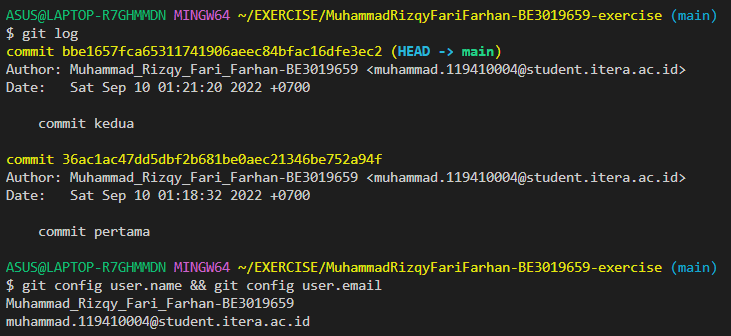 ASUS@LAPTOP-R7GHMMDN MINGW64 ~/EXERCISE/MuhammadRizqyFariFarhan-BE3019659-exercise (main)
$ git log
commit bbe1657fca65311741906aeec84bfac16dfe3ec2 (HEAD -> main)
Author: Muhammad_Rizqy_Fari_Farhan-BE3019659 <muhammad.119410004@student.itera.ac.id>
Date:   Sat Sep 10 01:21:20 2022 +0700
    commit kedua
commit 36ac1ac47dd5dbf2b681be0aec21346be752a94f
Author: Muhammad_Rizqy_Fari_Farhan-BE3019659 <muhammad.119410004@student.itera.ac.id>
Date:   Sat Sep 10 01:18:32 2022 +0700
    commit pertama
ASUS@LAPTOP-R7GHMMDN MINGW64 ~/EXERCISE/MuhammadRizqyFariFarhan-BE3019659-exercise (main)
$ git config user.name && git config user.email
Muhammad_Rizqy_Fari_Farhan-BE3019659
muhammad.119410004@student.itera.ac.id